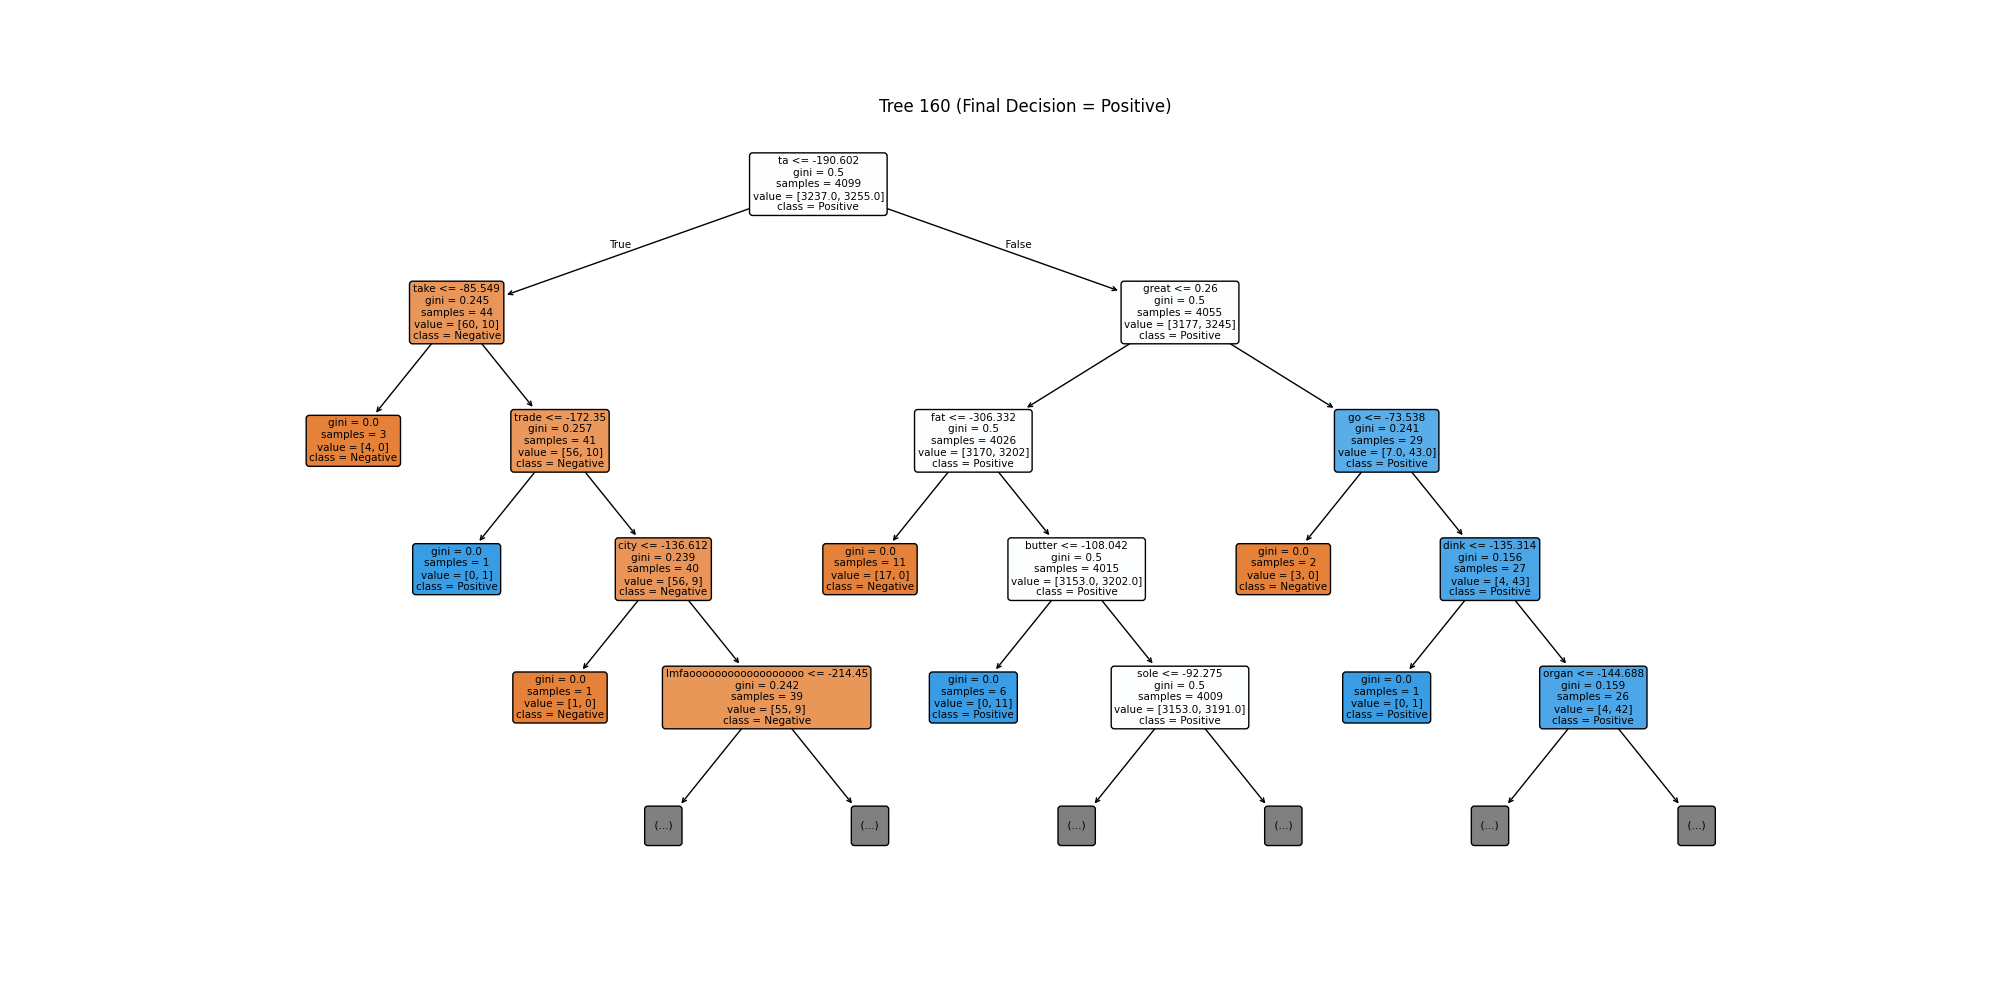 Tree 160 (Final Decision = Positive)
ta <= -190.602
gini = 0.5
samples = 4099
value = [3237.0, 3255.0]
class = Positive
True
False
take <= -85.549
gini = 0.245
samples = 44
value = [60, 10]
class = Negative
great <= 0.26
gini = 0.5
samples = 4055
value = [3177, 3245]
class = Positive
gini = 0.0
samples = 3
value = [4, 0]
class = Negative
trade <= -172.35
gini = 0.257
samples = 41
value = [56, 10]
class = Negative
fat <= -306.332
gini = 0.5
samples = 4026
value = [3170, 3202]
class = Positive
go <= -73.538
gini = 0.241
samples = 29
value = [7.0, 43.0]
class = Positive
gini = 0.0
samples = 1
value = [0, 1]
class = Positive
city <= -136.612
gini = 0.239
samples = 40
value = [56, 9]
class = Negative
gini = 0.0
samples = 11
value = [17, 0]
class = Negative
butter <= -108.042
gini = 0.5
samples = 4015
value = [3153.0, 3202.0]
class = Positive
gini = 0.0
samples = 2
value = [3, 0]
class = Negative
dink <= -135.314
gini = 0.156
samples = 27
value = [4, 43]
class = Positive
gini = 0.0
samples = 1
value = [1, 0]
class = Negative
lmfaoooooooooooooooooo <= -214.45
gini = 0.242
samples = 39
value = [55, 9]
class = Negative
gini = 0.0
samples = 6
value = [0, 11]
class = Positive
sole <= -92.275
gini = 0.5
samples = 4009
value = [3153.0, 3191.0]
class = Positive
gini = 0.0
samples = 1
value = [0, 1]
class = Positive
organ <= -144.688
gini = 0.159
samples = 26
value = [4, 42]
class = Positive
(...)
(...)
(...)
(...)
(...)
(...)